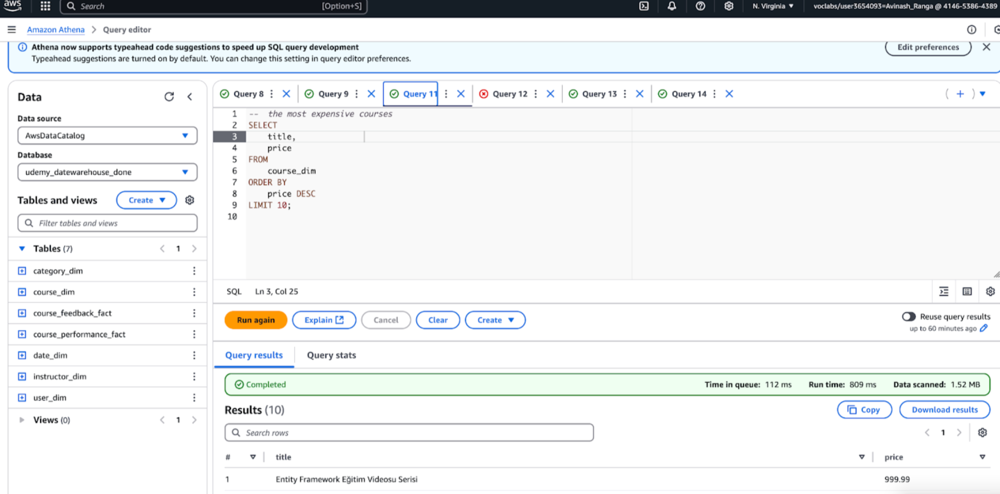 aws
Search
[Option+S]
N. Virginia
voclabs/user3654093=Avinash_Ranga @ 4146-5386-4389
Amazon Athena
Query editor
Athena now supports typeahead code suggestions to speed up SQL query development
Typeahead suggestions are turned on by default. You can change this setting in query editor preferences.
Edit preferences
Data
Data source
AwsDataCatalog
Database
udemy_datewarehouse_done
Tables and views
Create
Filter tables and views
Tables (7)
1
category_dim
course_dim
course_feedback_fact
course_performance_fact
date_dim
instructor_dim
user_dim
Views (0)
1
Query 8
Query 9
Query 11
Query 12
Query 13
Query 14
1 -- the most expensive courses
2 SELECT
3 title,
4 price
5 FROM
6 course_dim
7 ORDER BY
8 price DESC
9 LIMIT 10;
10
SQL
Ln 3, Col 25
Run again
Explain
Cancel
Clear
Create
Reuse query results
up to 60 minutes ago
Query results
Query stats
Completed
Time in queue: 112 ms
Run time: 809 ms
Data scanned: 1.52 MB
Results (10)
Copy
Download results
Search rows
1
# title price
1 Entity Framework Eğitim Videosu Serisi 999.99